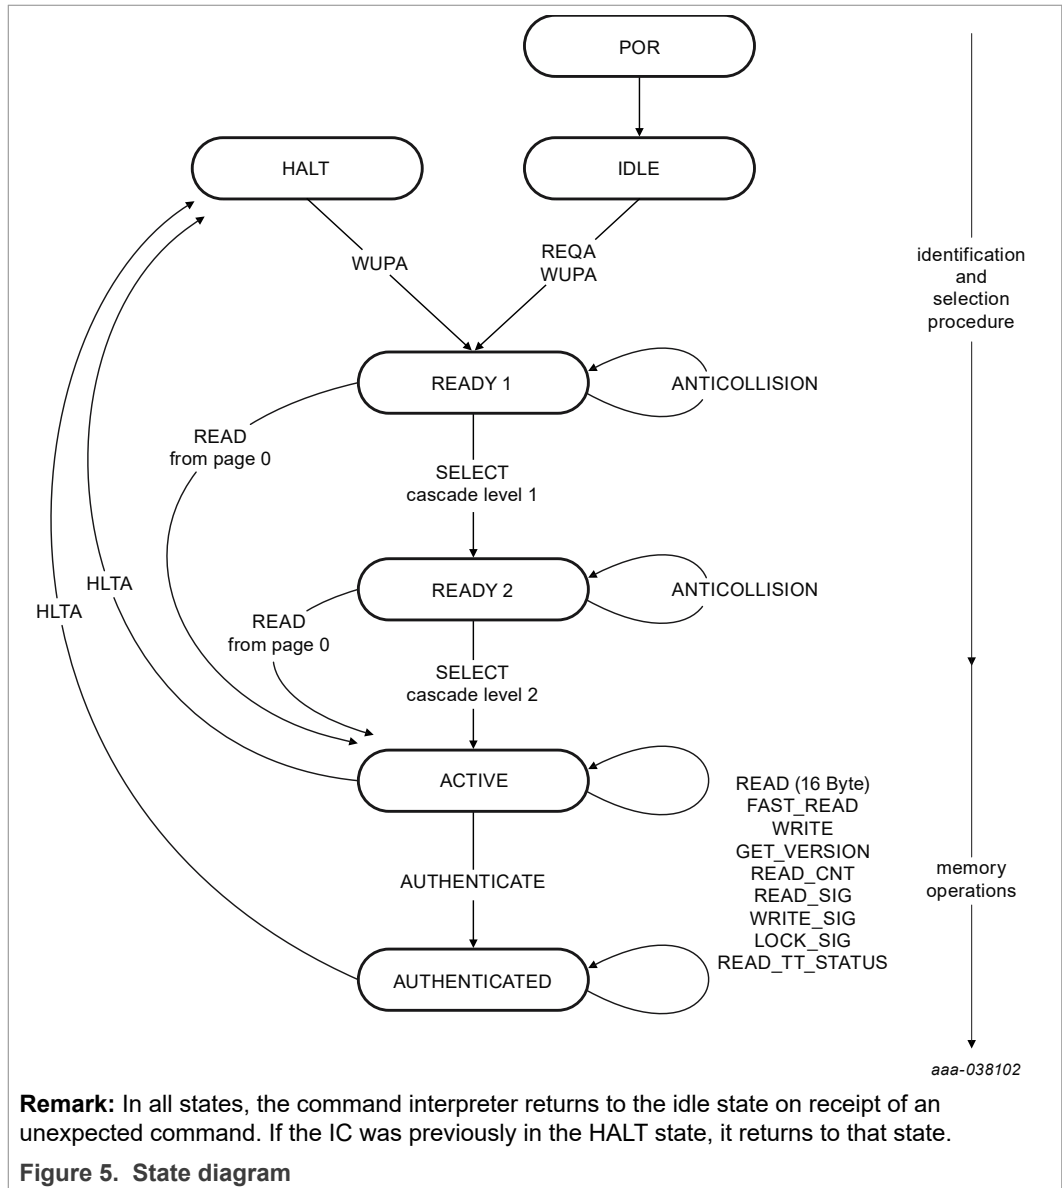 POR
HALT
IDLE
WUPA
REQA
WUPA
identification
and
selection
procedure
READY 1
ANTICOLLISION
READ
from page 0
SELECT
cascade level 1
HLTA
HLTA
READY 2
ANTICOLLISION
READ
from page 0
SELECT
cascade level 2
ACTIVE
READ (16 Byte)
FAST_READ
WRITE
GET_VERSION
READ_CNT
READ_SIG
WRITE_SIG
LOCK_SIG
READ_TT_STATUS
memory
operations
AUTHENTICATE
AUTHENTICATED
aaa-038102
Remark: In all states, the command interpreter returns to the idle state on receipt of an
unexpected command. If the IC was previously in the HALT state, it returns to that state.
Figure 5. State diagram